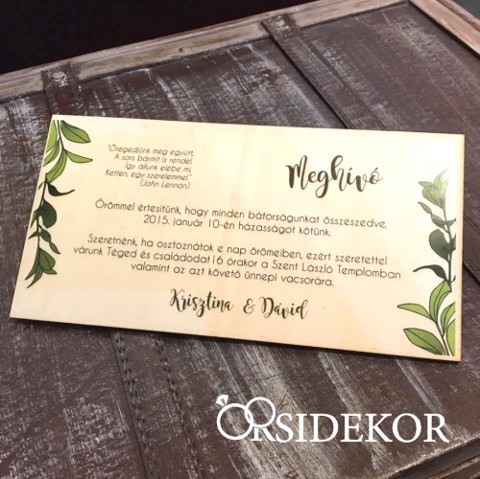 "Öregedjünk meg együtt,
A sors bármit is rendel.
Így állunk elébe mi,
Ketten, egy szerelemmel."
(John Lennon)
Meghívó
Örömmel értesítünk, hogy minden bátorságunkat összeszedve,
2015. január 10-én házasságot kötünk.
Szeretnénk, ha osztoznátok e nap örömeiben, ezért szeretettel
várunk Téged és családodat 16 órakor a Szent László Templomban
valamint az azt követő ünnepi vacsorára.
Krisztina & Dávid
ORSIDEKOR